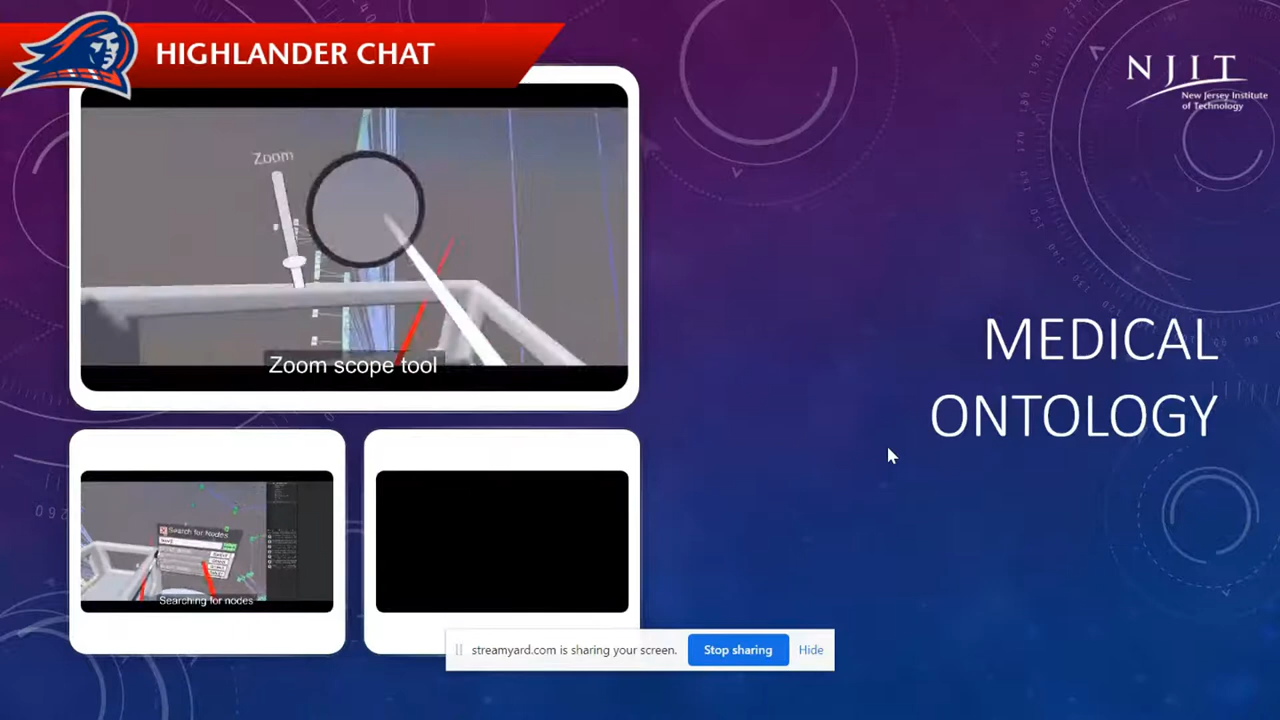 HIGHLANDER CHAT
NJIT
New Jersey Institute
of Technology
Zoom
Zoom scope tool
MEDICAL
ONTOLOGY
Search for Nodes
Searching for nodes
streamyard.com is sharing your screen.
Stop sharing
Hide